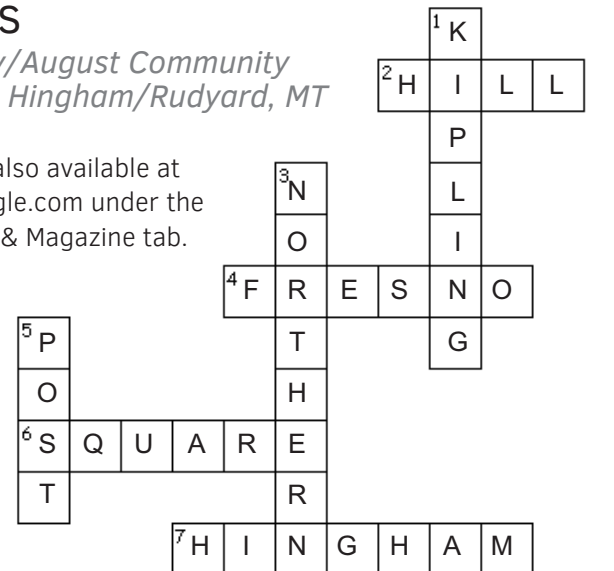 S
y/August Community
Hingham/Rudyard, MT
also available at
gle.com under the
& Magazine tab.
1 K
2 H I L L
P
3 N L
O I
4 F R E S N O
5 P T G
O H
6 S Q U A R E
T R
7 H I N G H A M